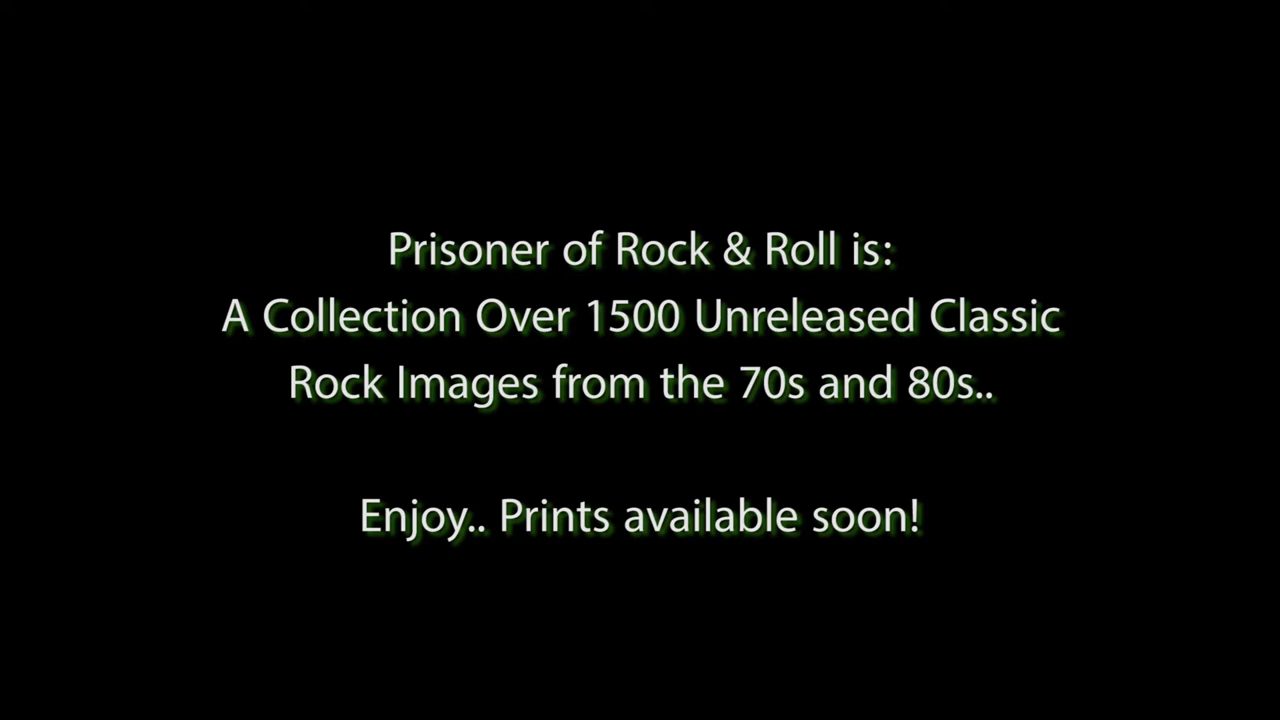 Prisoner of Rock & Roll is:
A Collection Over 1500 Unreleased Classic
Rock Images from the 70s and 80s..
Enjoy.. Prints available soon!